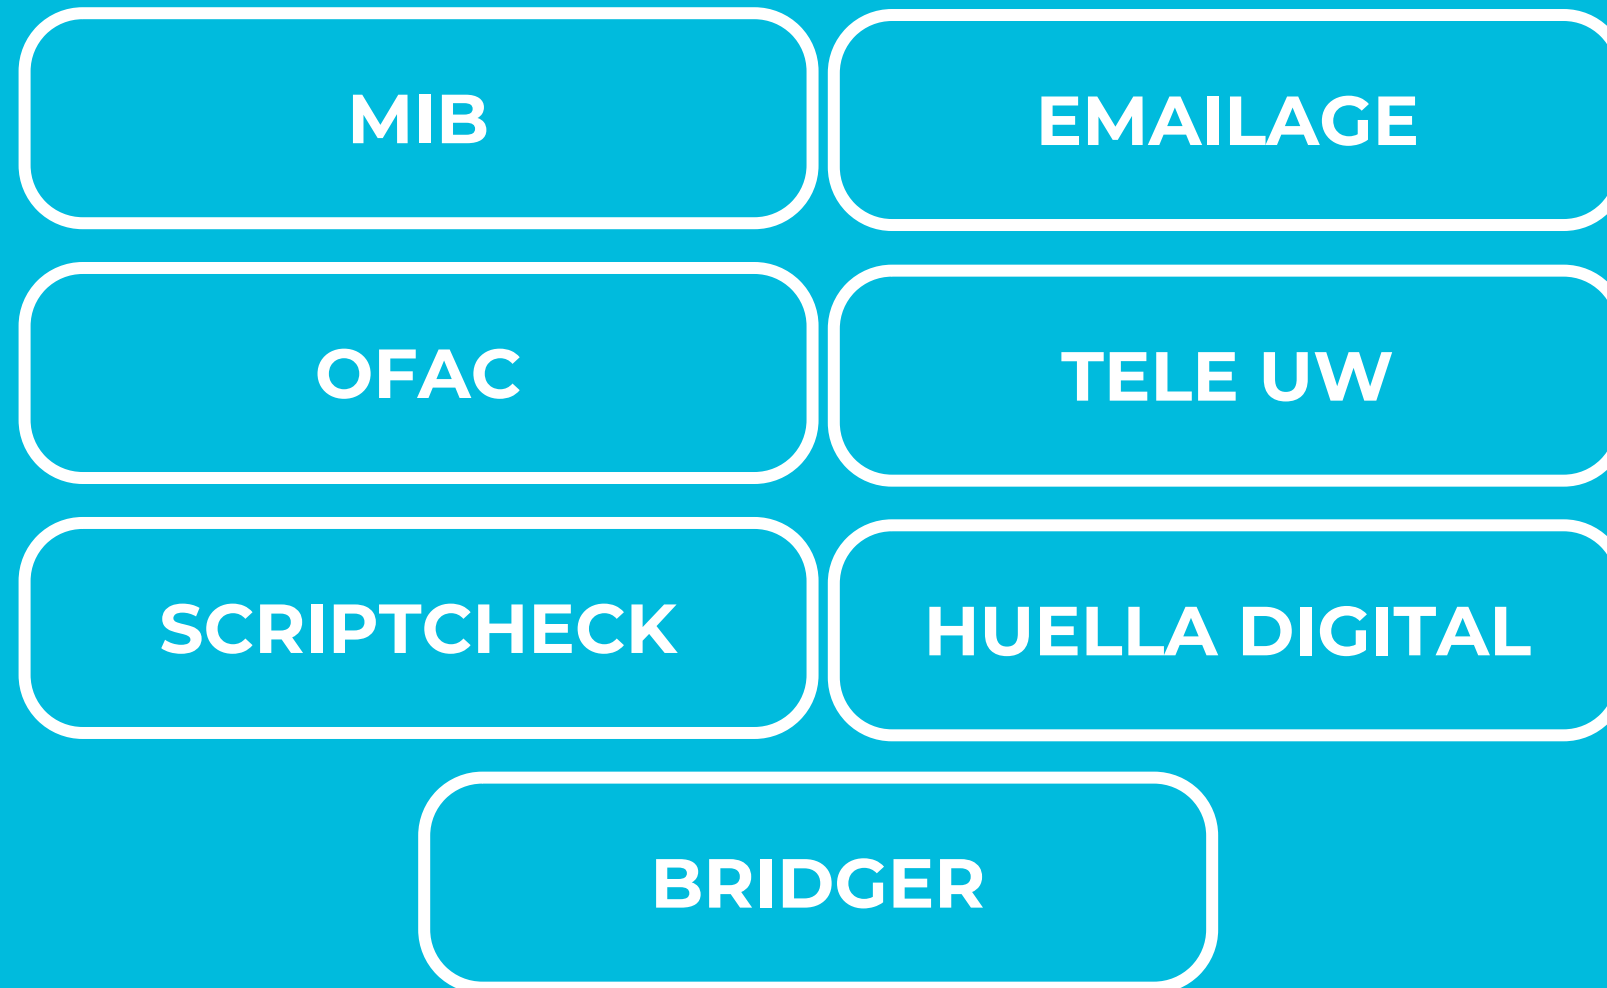 MIB
EMAILAGE
OFAC
TELE UW
SCRIPTCHECK
HUELLA DIGITAL
BRIDGER